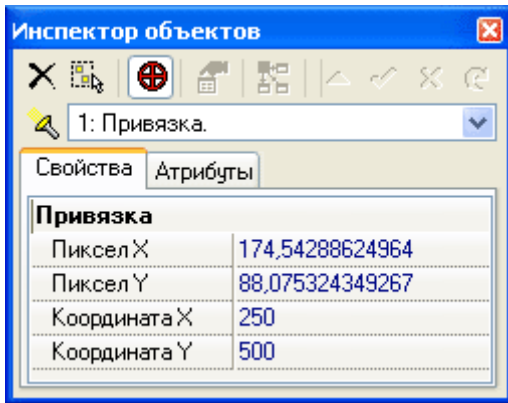 Инспектор объектов
1: Привязка.
Свойства Атрибуты
Привязка
Пиксел X 174,54288624964
Пиксел Y 88,075324349267
Координата X 250
Координата Y 500